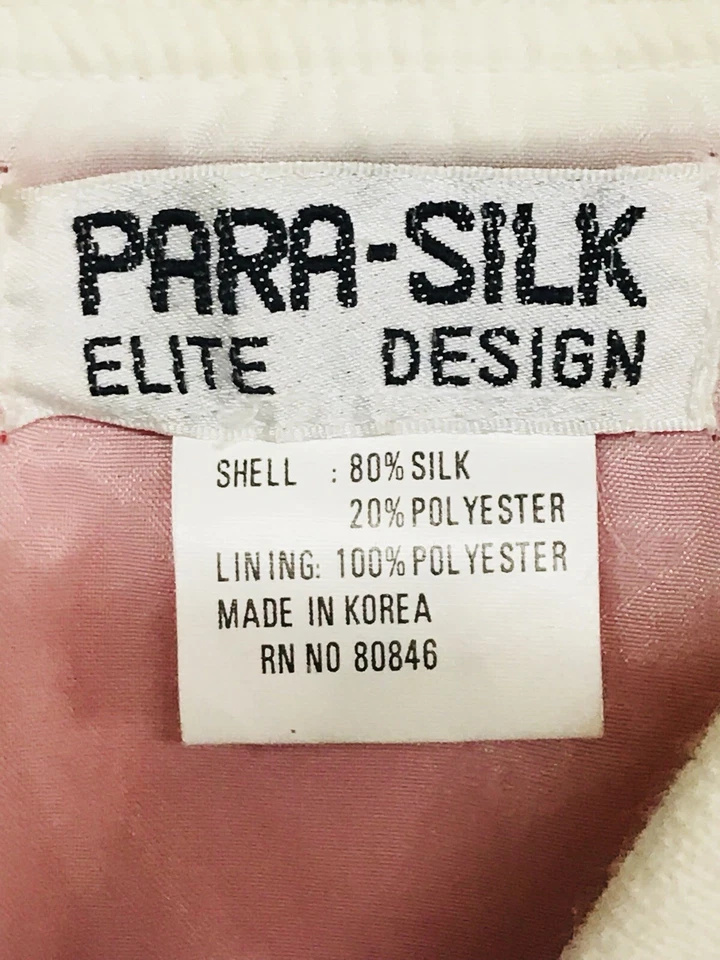 PARA-SILK
ELITE DESIGN
SHELL : 80% SILK
20% POLYESTER
LINING: 100% POLYESTER
MADE IN KOREA
RN NO 80846